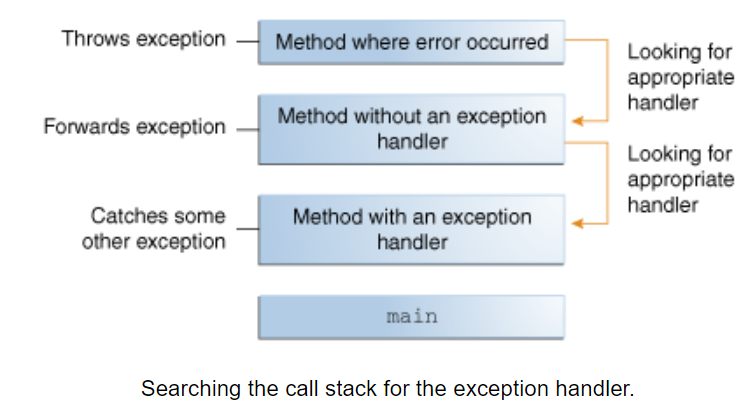 Throws exception
Method where error occurred
Looking for
appropriate
handler
Forwards exception
Method without an exception
handler
Looking for
appropriate
handler
Catches some
other exception
Method with an exception
handler
main
Searching the call stack for the exception handler.